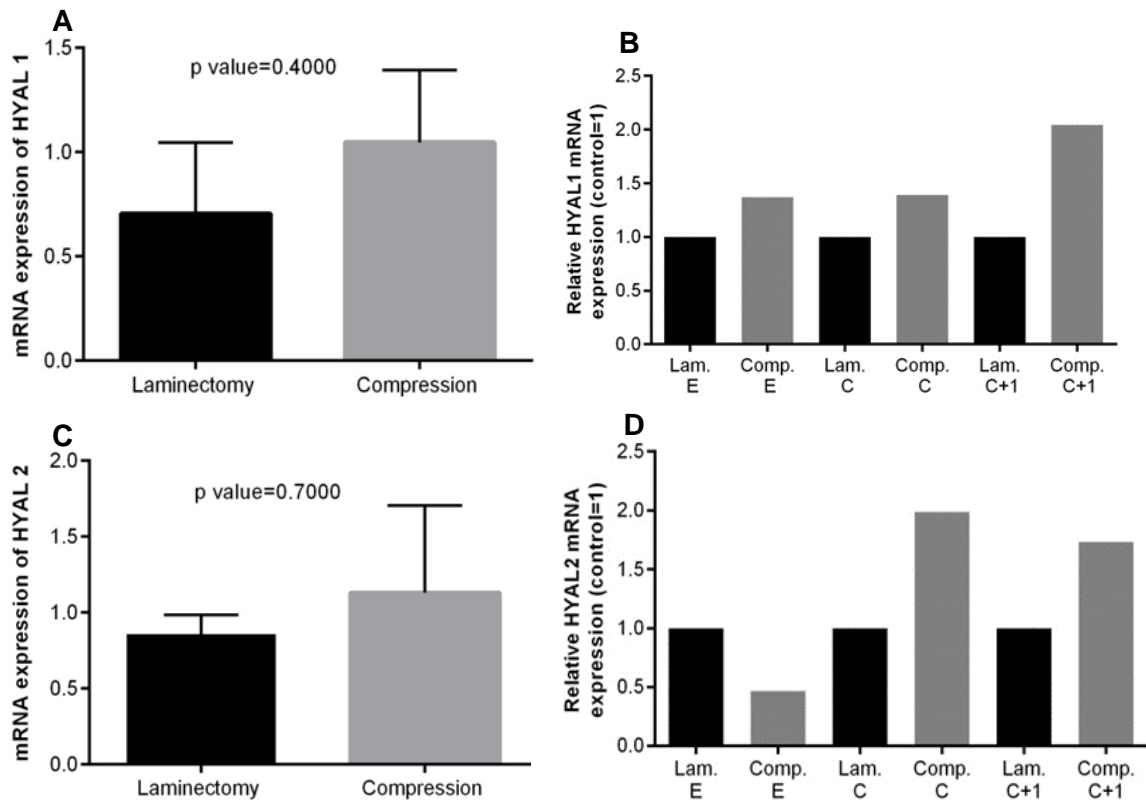 A
mRNA expression of HYAL 1
1.5
1.0
0.5
0.0
p value=0.4000
Laminectomy Compression
B
Relative HYAL1 mRNA
expression (control=1)
2.5
2.0
1.5
1.0
0.5
0.0
Lam. Comp. Lam. Comp. Lam. Comp.
E E C C C+1 C+1
C
mRNA expression of HYAL 2
2.0
1.5
1.0
0.5
0.0
p value=0.7000
Laminectomy Compression
D
Relative HYAL2 mRNA
expression (control=1)
2.5
2.0
1.5
1.0
0.5
0.0
Lam. Comp. Lam. Comp. Lam. Comp.
E E C C C+1 C+1